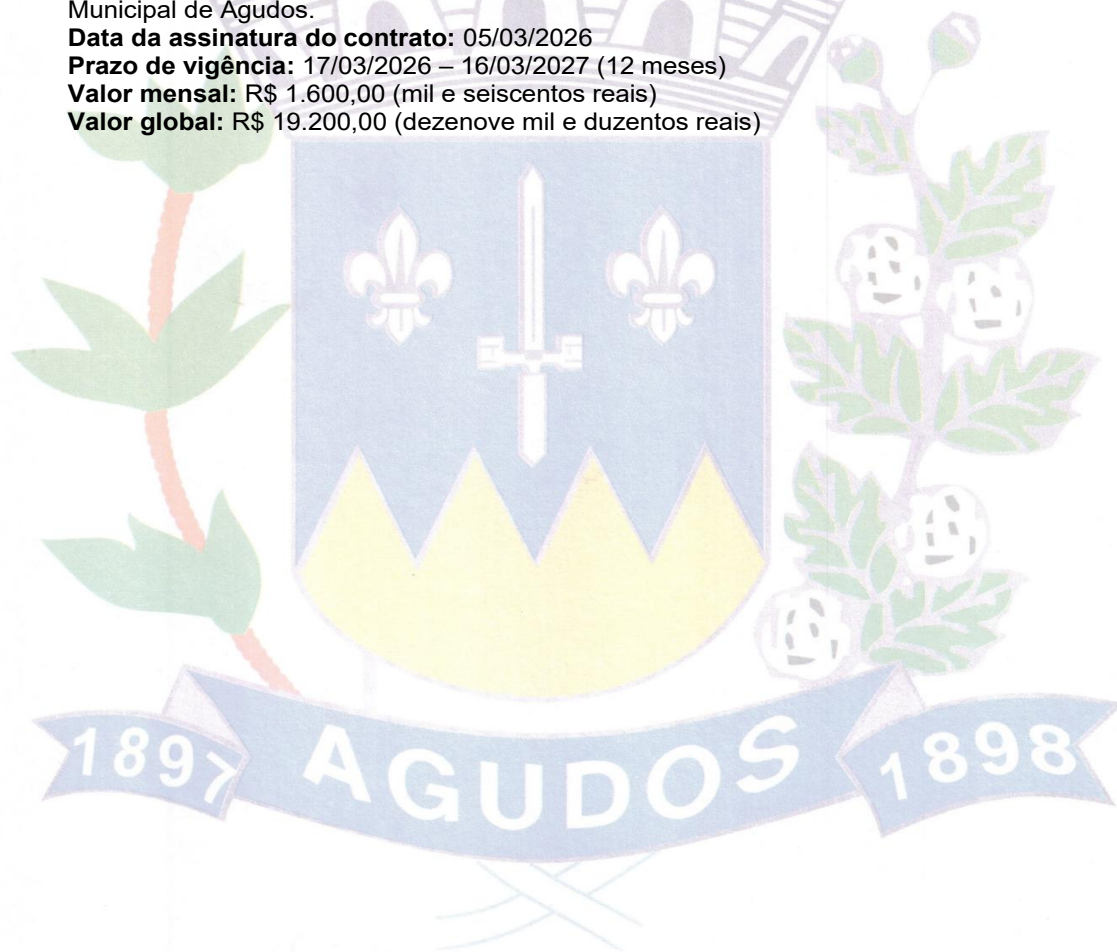 Municipal de Agudos.
Data da assinatura do contrato: 05/03/2026
Prazo de vigência: 17/03/2026 – 16/03/2027 (12 meses)
Valor mensal: R$ 1.600,00 (mil e seiscentos reais)
Valor global: R$ 19.200,00 (dezenove mil e duzentos reais)
1897 AGUDOS 1898